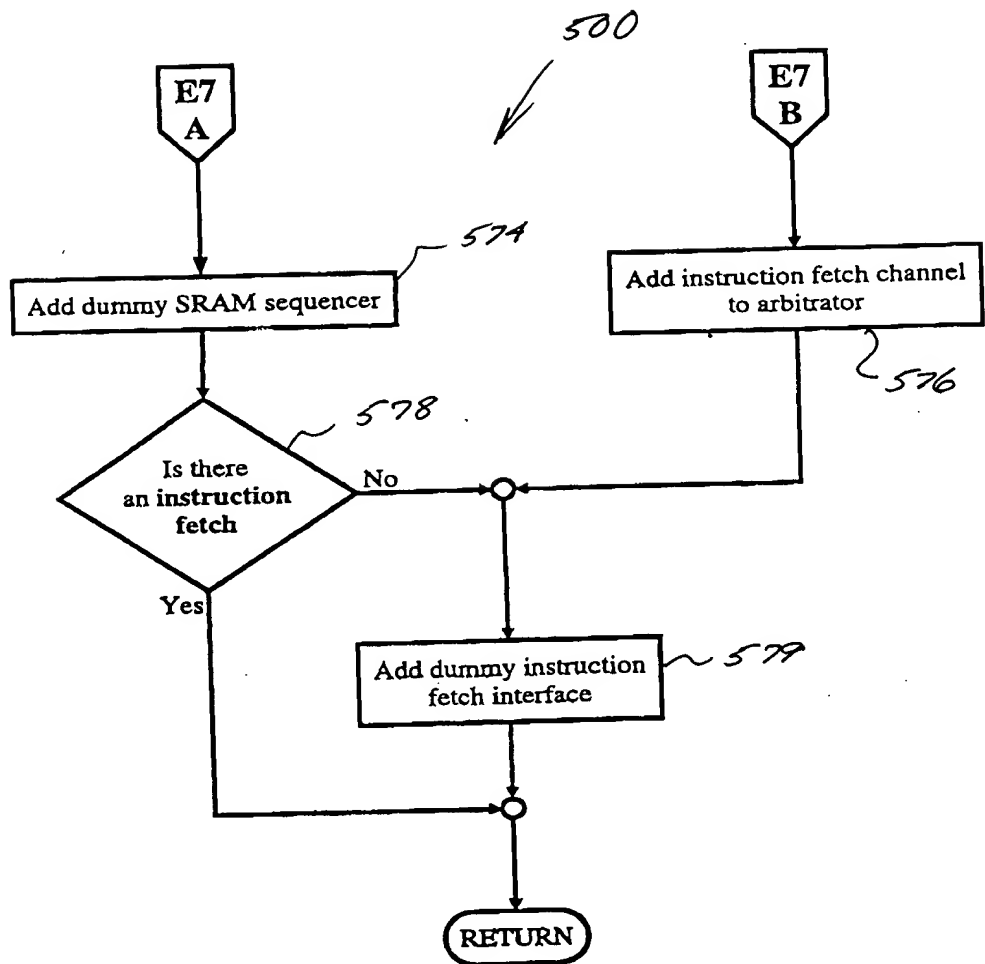 500
E7
A
E7
B
574
Add dummy SRAM sequencer
Add instruction fetch channel
to arbitrator
576
578
Is there
an instruction
fetch
No
Yes
Add dummy instruction
fetch interface
579
RETURN